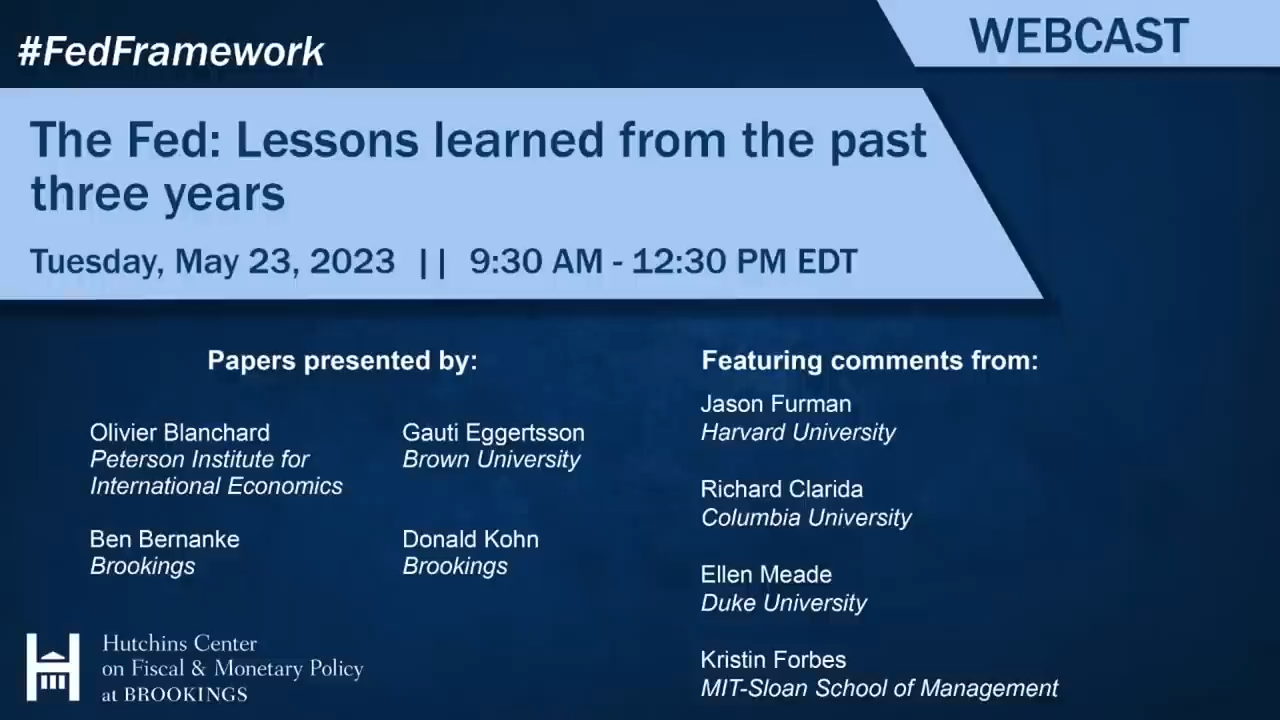 #FedFramework
WEBCAST
The Fed: Lessons learned from the past
three years
Tuesday, May 23, 2023 || 9:30 AM - 12:30 PM EDT
Papers presented by:
Olivier Blanchard
Peterson Institute for
International Economics
Gauti Eggertsson
Brown University
Ben Bernanke
Brookings
Donald Kohn
Brookings
Featuring comments from:
Jason Furman
Harvard University
Richard Clarida
Columbia University
Ellen Meade
Duke University
Kristin Forbes
MIT-Sloan School of Management
Hutchins Center
on Fiscal & Monetary Policy
at BROOKINGS